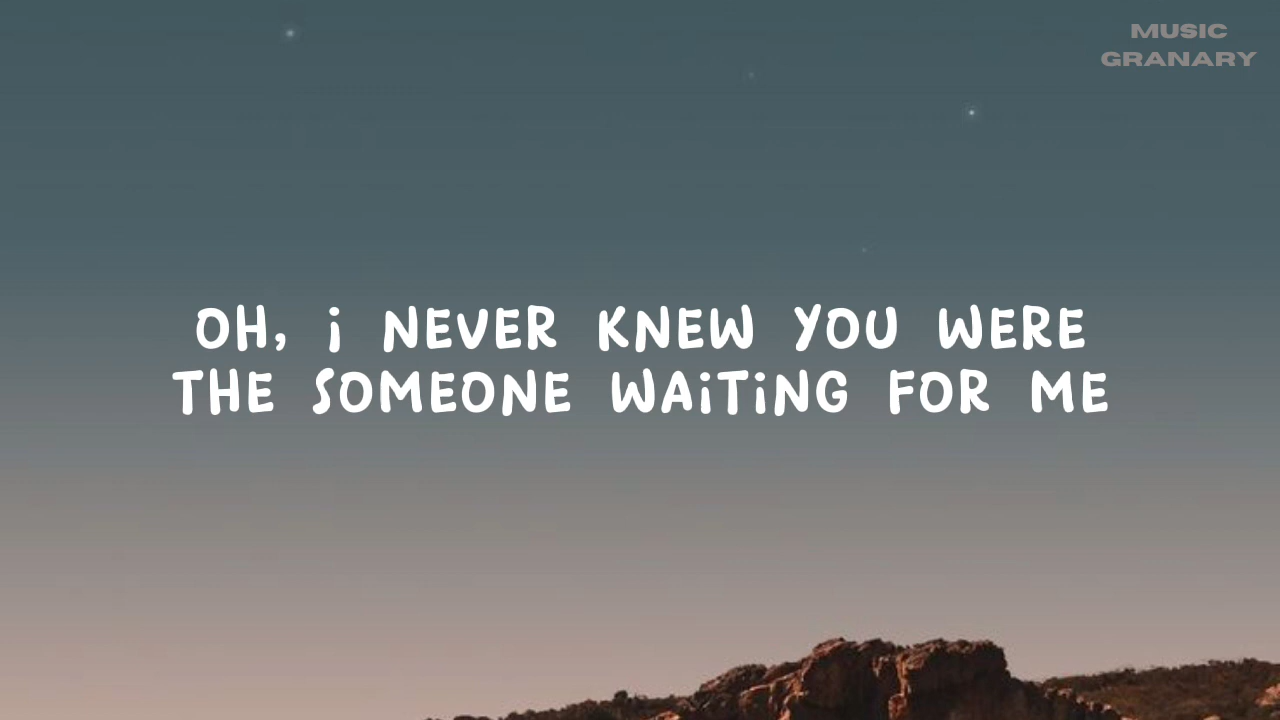 MUSIC
GRANARY
OH, i NEVER KNEW YOU WERE
THE SOMEONE WAiTiNG FOR ME